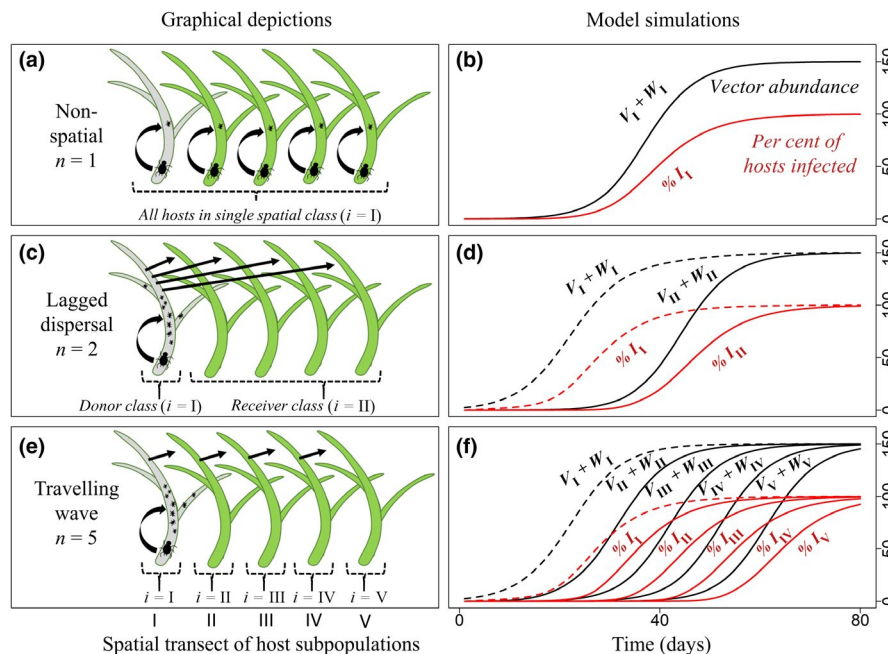 Graphical depictions
Model simulations
(a)
Non-
spatial
n = 1
All hosts in single spatial class (i = I)
(b)
V_I + W_I
Vector abundance
% I_I
Per cent of
hosts infected
0 50 100 150
(c)
Lagged
dispersal
n = 2
Donor class (i = I)
Receiver class (i = II)
(d)
V_I + W_I
V_II + W_II
% I_I
% I_II
0 50 100 150
(e)
Travelling
wave
n = 5
i = I
i = II
i = III
i = IV
i = V
I II III IV V
Spatial transect of host subpopulations
(f)
V_I + W_I
V_II + W_II
V_III + W_III
V_IV + W_IV
V_V + W_V
% I_I
% I_II
% I_III
% I_IV
% I_V
0 50 100 150
0 40 80
Time (days)